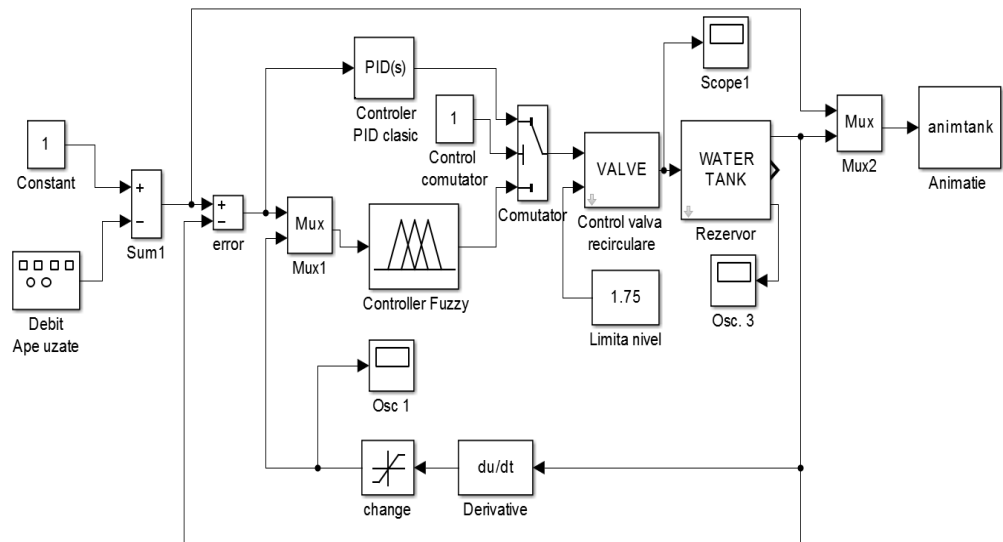 PID(s)
Controler
PID clasic
1
Control
comutator
Scope1
Mux
Mux2
animtank
Animatie
1
Constant
+
−
Sum1
+
−
error
Mux
Mux1
Controller Fuzzy
Comutator
VALVE
Control valva
recirculare
WATER
TANK
Rezervor
Debit
Ape uzate
1.75
Limita nivel
Osc. 3
Osc 1
change
du/dt
Derivative